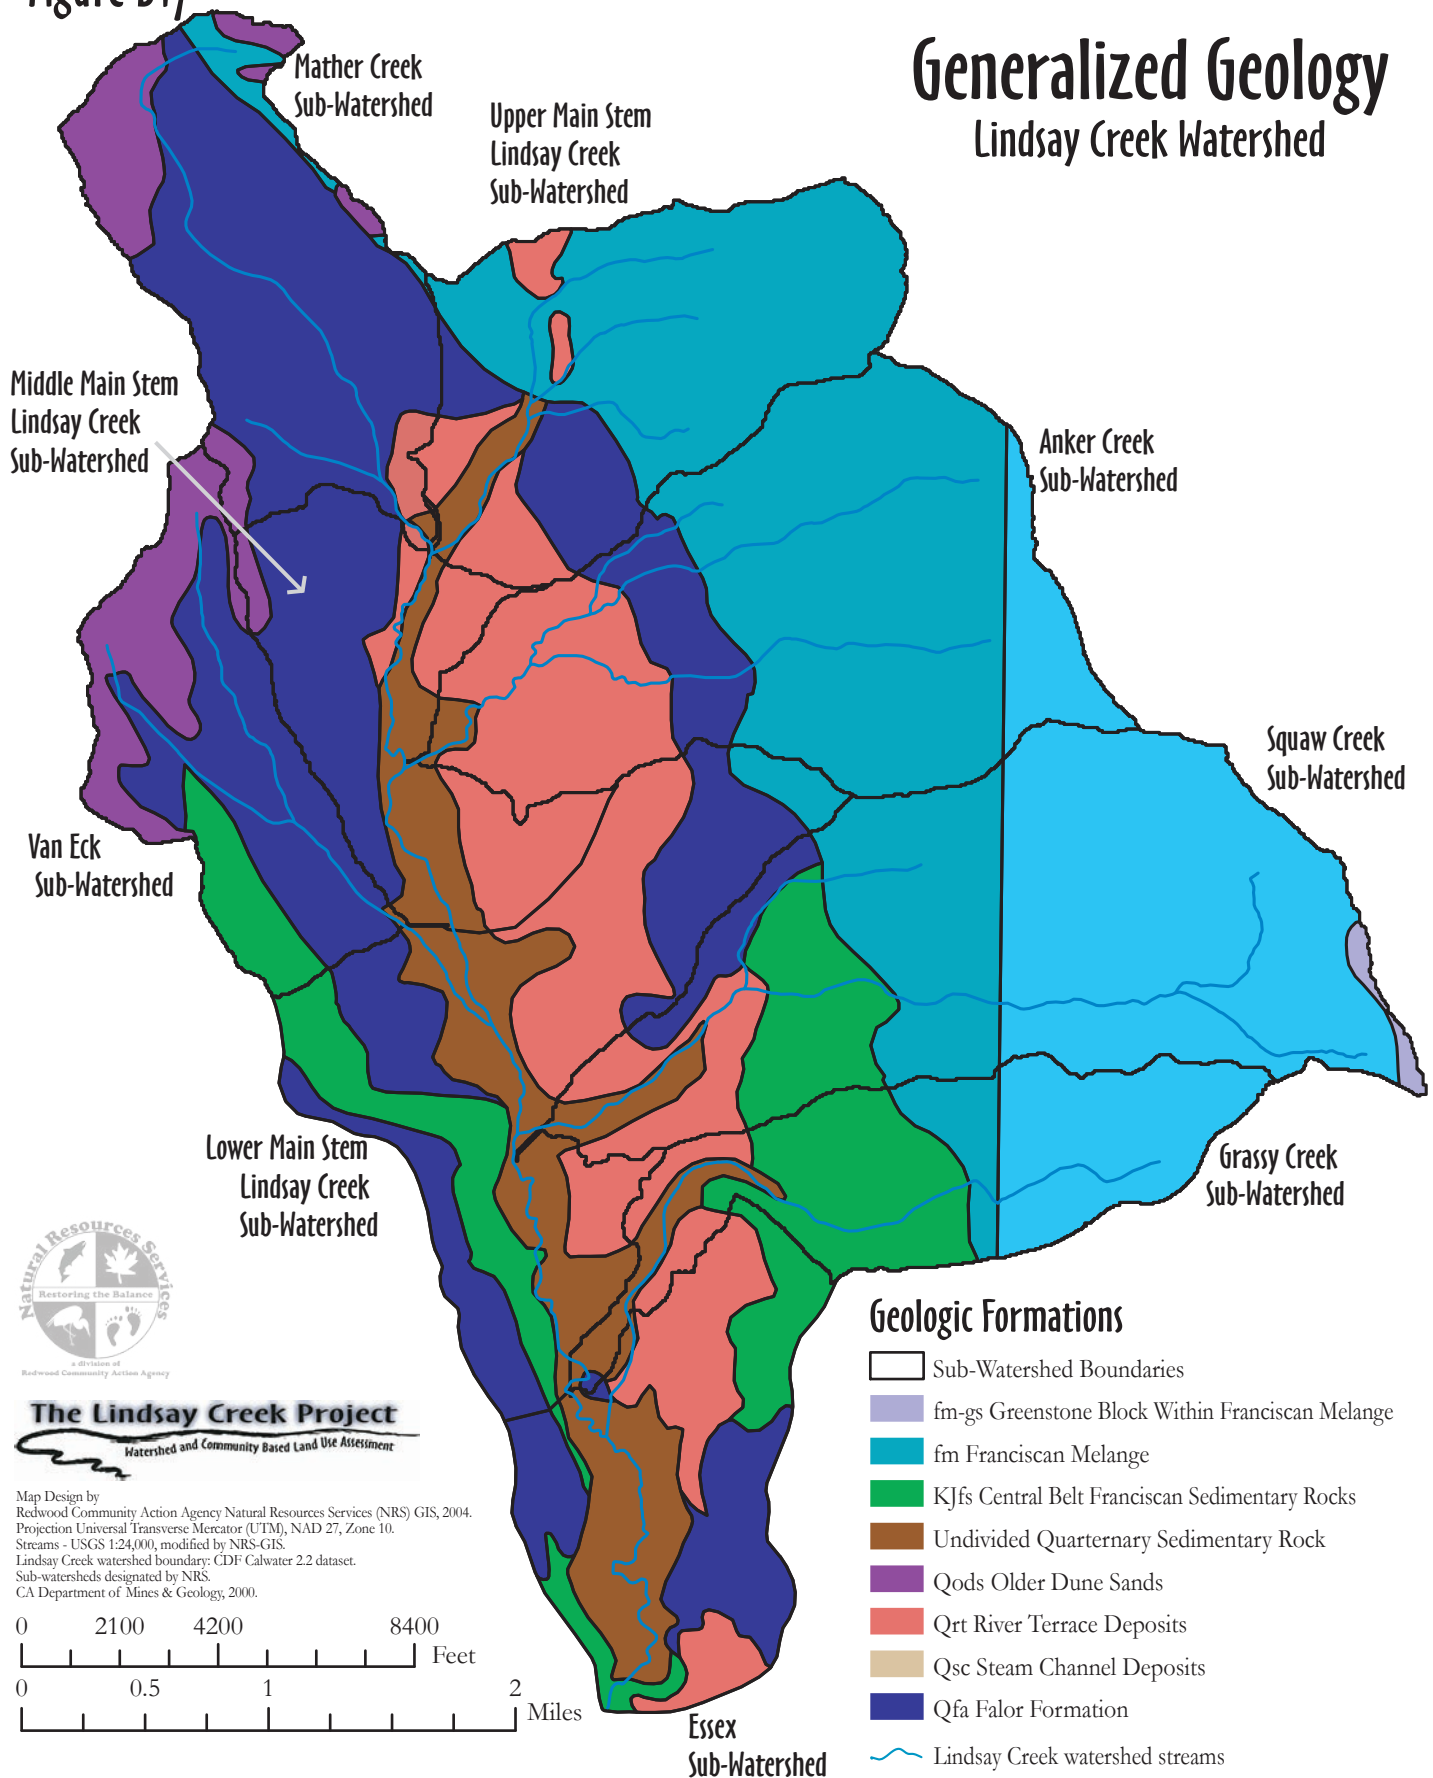 Figure B17
Generalized Geology
Lindsay Creek Watershed
Mather Creek
Sub-Watershed
Upper Main Stem
Lindsay Creek
Sub-Watershed
Middle Main Stem
Lindsay Creek
Sub-Watershed
Anker Creek
Sub-Watershed
Squaw Creek
Sub-Watershed
Van Eck
Sub-Watershed
Lower Main Stem
Lindsay Creek
Sub-Watershed
Grassy Creek
Sub-Watershed
Natural Resources Services
Restoring the Balance
a division of
Redwood Community Action Agency
The Lindsay Creek Project
Watershed and Community Based Land Use Assessment
Map Design by
Redwood Community Action Agency Natural Resources Services (NRS) GIS, 2004.
Projection Universal Transverse Mercator (UTM), NAD 27, Zone 10.
Streams - USGS 1:24,000, modified by NRS-GIS.
Lindsay Creek watershed boundary: CDF Calwater 2.2 dataset.
Sub-watersheds designated by NRS.
CA Department of Mines & Geology, 2000.
0 2100 4200 8400
Feet
0 0.5 1 2
Miles
Essex
Sub-Watershed
Geologic Formations
Sub-Watershed Boundaries
fm-gs Greenstone Block Within Franciscan Melange
fm Franciscan Melange
KJfs Central Belt Franciscan Sedimentary Rocks
Undivided Quarternary Sedimentary Rock
Qods Older Dune Sands
Qrt River Terrace Deposits
Qsc Steam Channel Deposits
Qfa Falor Formation
Lindsay Creek watershed streams